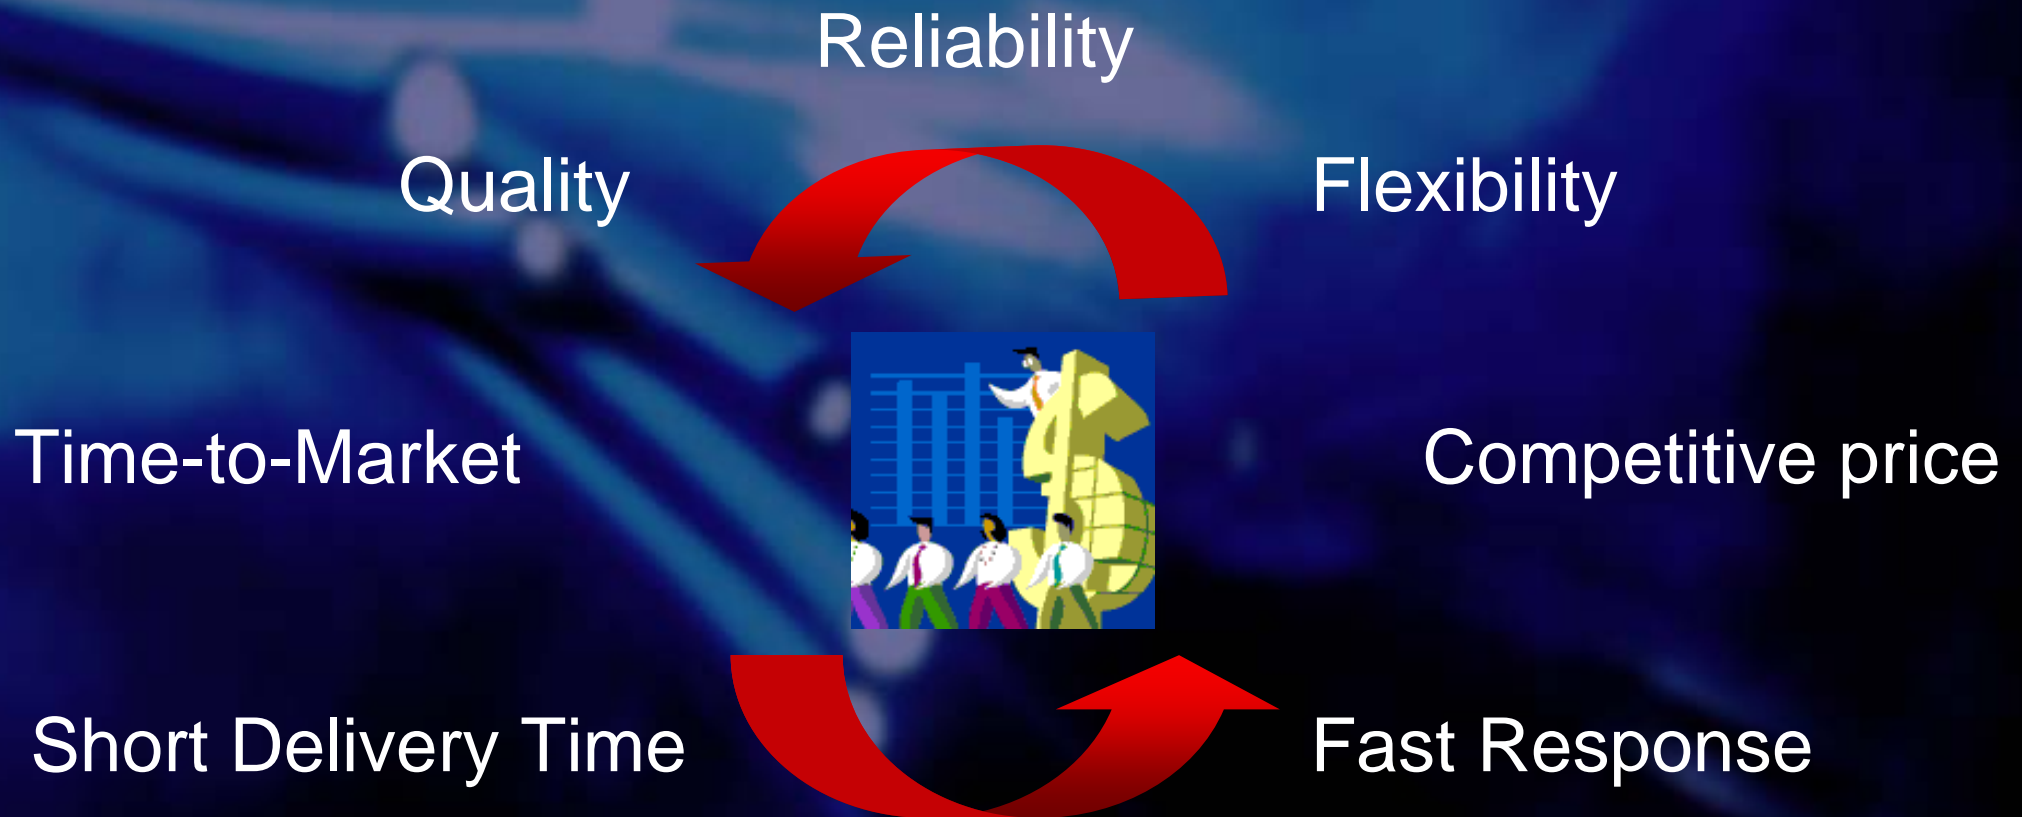 Reliability
Quality
Flexibility
Time-to-Market
Competitive price
Short Delivery Time
Fast Response